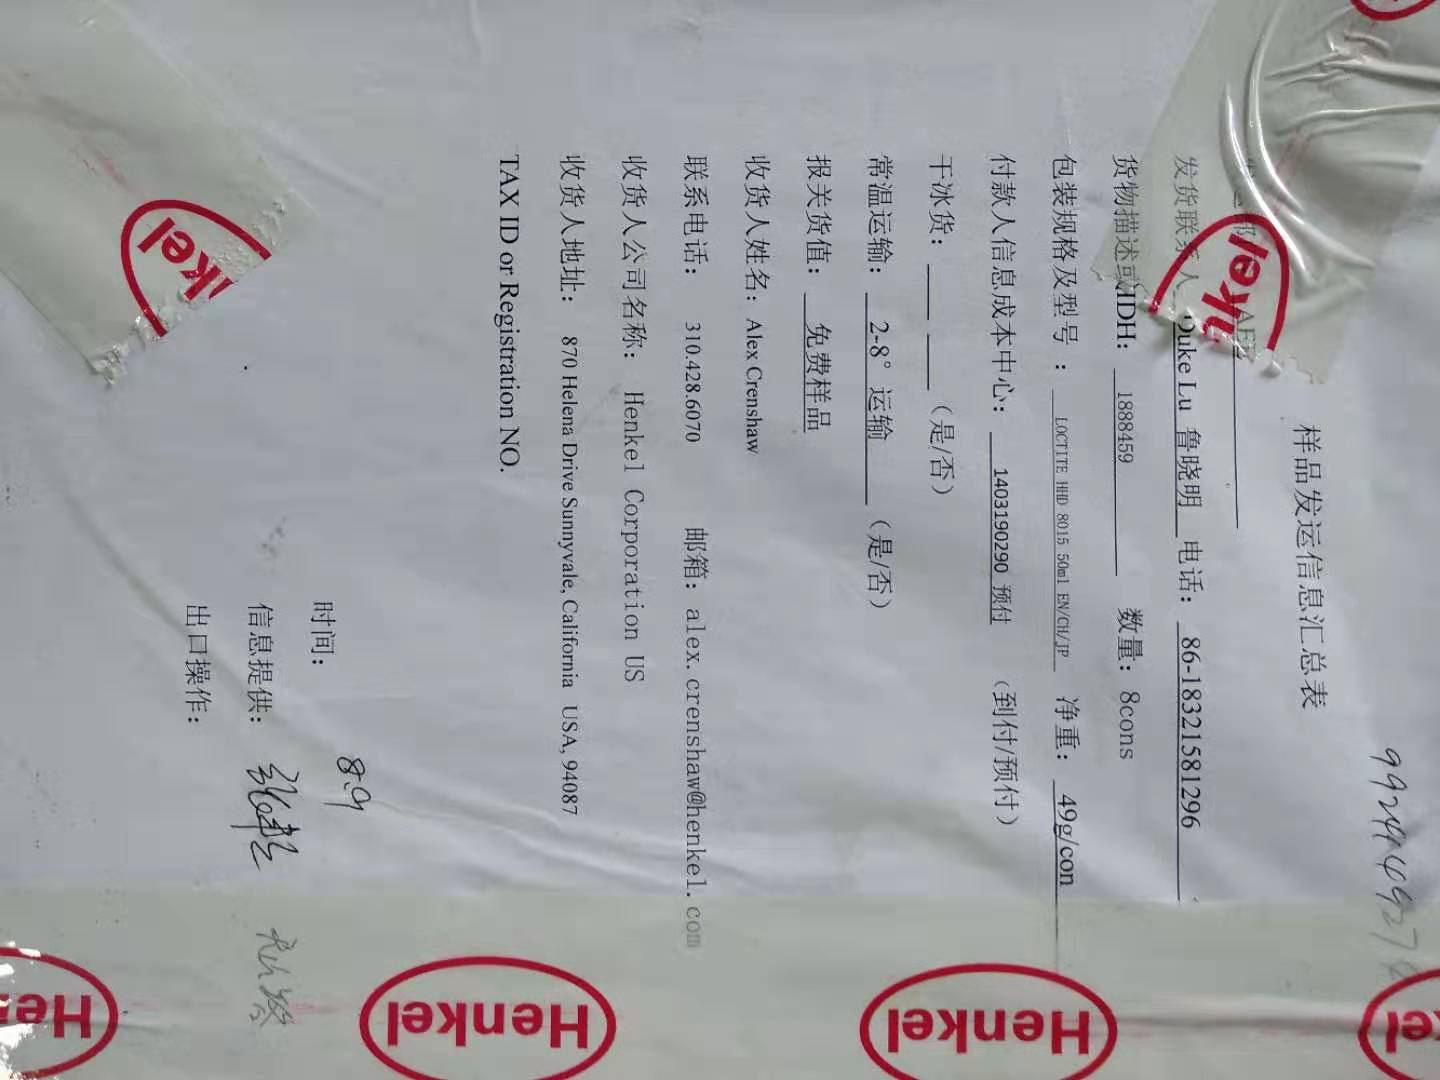 样品发运信息汇总表
发货联系人 Duke Lu 鲁晓明 电话： 86-18321581296
货物描述或IDH： 1888459 数量：8cons
包装规格及型号 ： LOCTITE HHD 8015 50ml EN/CH/JP 净重： 49g/con
付款人信息成本中心： 1403190290 预付 （到付/预付）
干冰货： （是/否）
常温运输： 2-8° 运输 （是/否）
报关货值： 免费样品
收货人姓名：Alex Crenshaw
联系电话： 310.428.6070 邮箱：alex.crenshaw@henkel.com
收货人公司名称： Henkel Corporation US
收货人地址： 870 Helena Drive Sunnyvale, California USA, 94087
TAX ID or Registration NO.
时间： 8.9
信息提供：
出口操作：
Henkel
Henkel